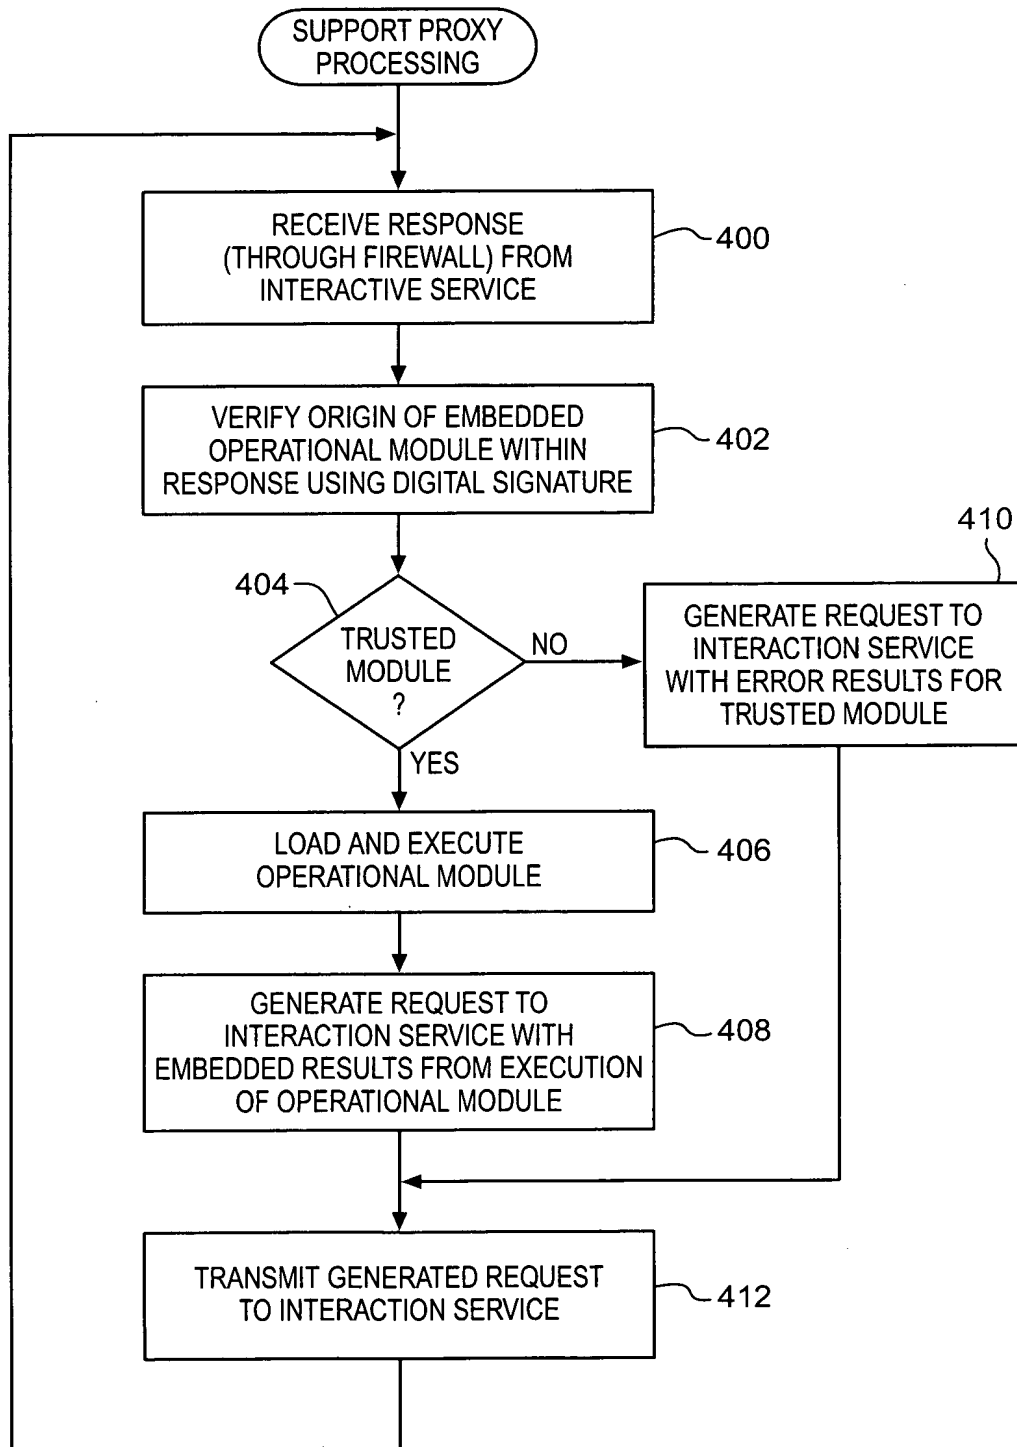 SUPPORT PROXY
PROCESSING
RECEIVE RESPONSE
(THROUGH FIREWALL) FROM
INTERACTIVE SERVICE
400
VERIFY ORIGIN OF EMBEDDED
OPERATIONAL MODULE WITHIN
RESPONSE USING DIGITAL SIGNATURE
402
404
TRUSTED
MODULE
?
NO
YES
410
GENERATE REQUEST TO
INTERACTION SERVICE
WITH ERROR RESULTS FOR
TRUSTED MODULE
LOAD AND EXECUTE
OPERATIONAL MODULE
406
GENERATE REQUEST TO
INTERACTION SERVICE WITH
EMBEDDED RESULTS FROM EXECUTION
OF OPERATIONAL MODULE
408
TRANSMIT GENERATED REQUEST
TO INTERACTION SERVICE
412